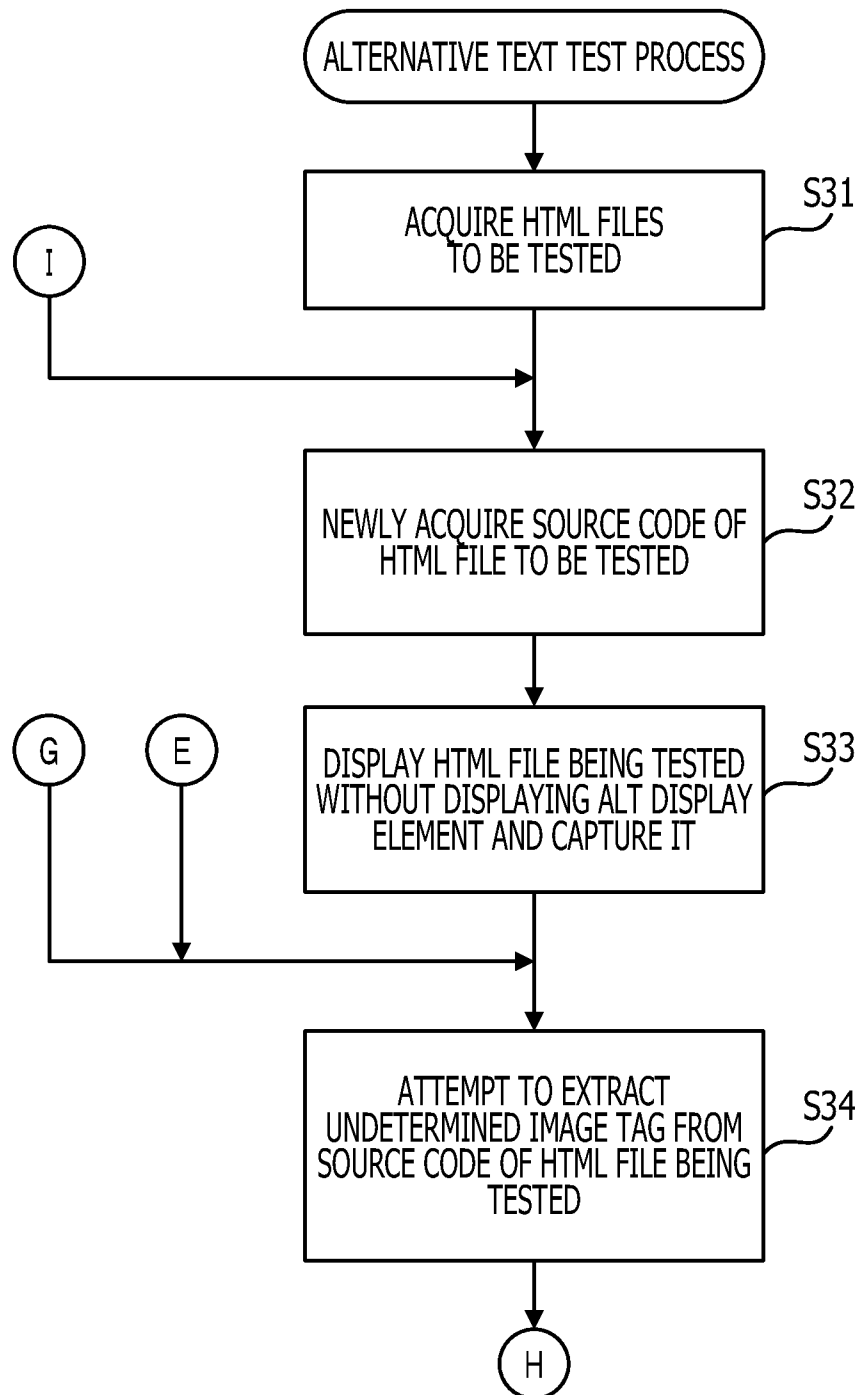 ALTERNATIVE TEXT TEST PROCESS
S31
ACQUIRE HTML FILES
TO BE TESTED
I
S32
NEWLY ACQUIRE SOURCE CODE OF
HTML FILE TO BE TESTED
G
E
S33
DISPLAY HTML FILE BEING TESTED
WITHOUT DISPLAYING ALT DISPLAY
ELEMENT AND CAPTURE IT
S34
ATTEMPT TO EXTRACT
UNDETERMINED IMAGE TAG FROM
SOURCE CODE OF HTML FILE BEING
TESTED
H